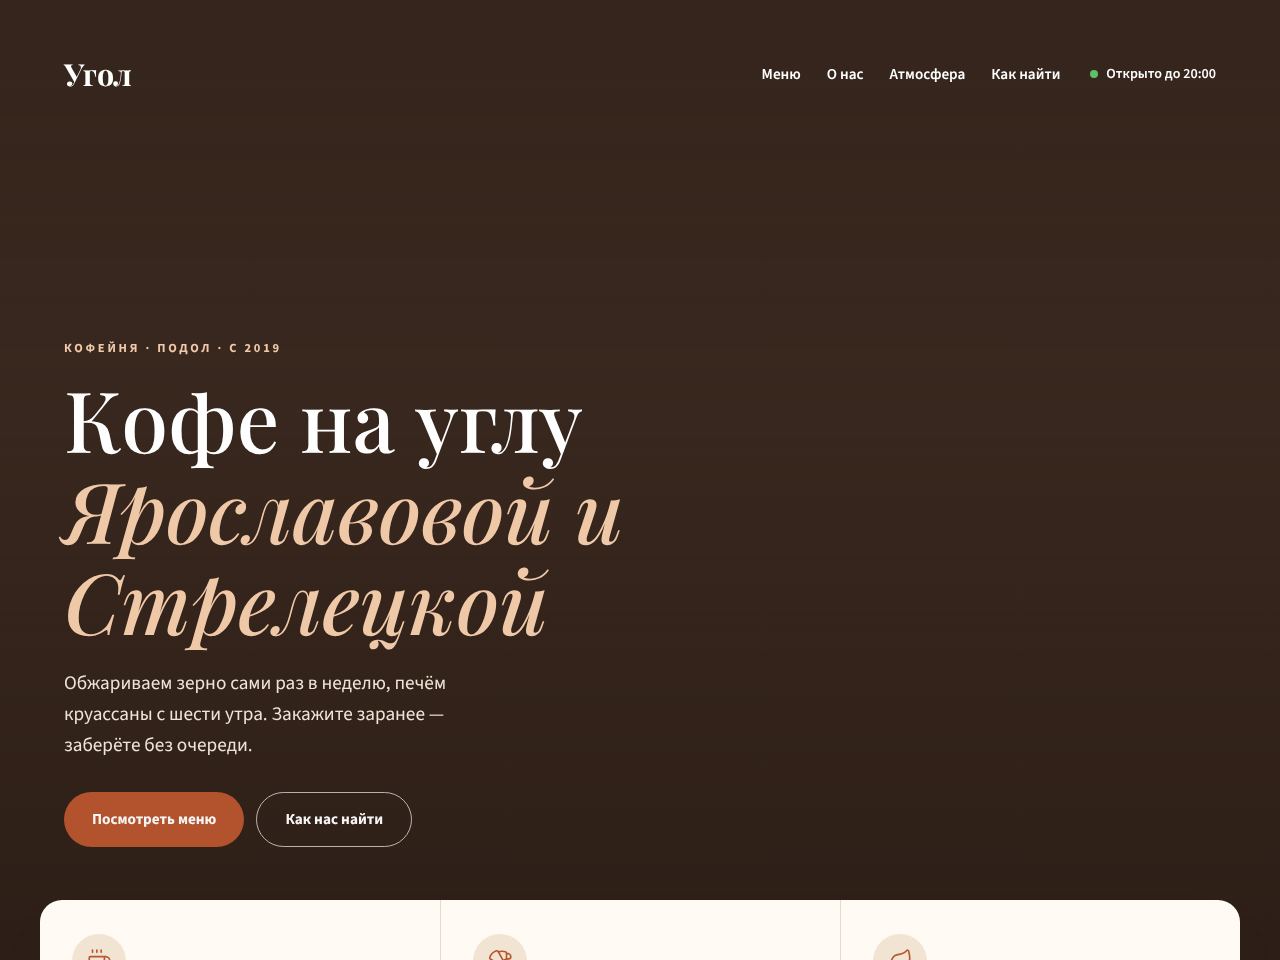 Угол
Меню
О нас
Атмосфера
Как найти
Открыто до 20:00
КОФЕЙНЯ · ПОДОЛ · С 2019
Кофе на углу
Ярославовой и
Стрелецкой
Обжариваем зерно сами раз в неделю, печём
круассаны с шести утра. Закажите заранее —
заберёте без очереди.
Посмотреть меню
Как нас найти